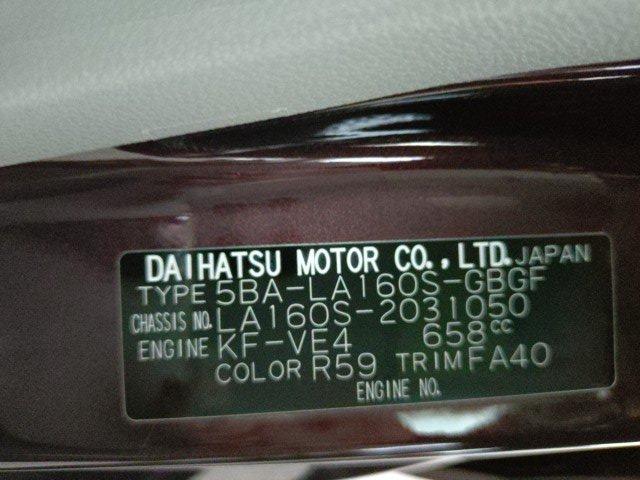 DAIHATSU MOTOR CO., LTD. JAPAN
TYPE 5BA-LA160S-GBGF
CHASSIS NO. LA160S-2031050
ENGINE KF-VE4 658CC
COLOR R59 TRIM FA40
ENGINE NO.